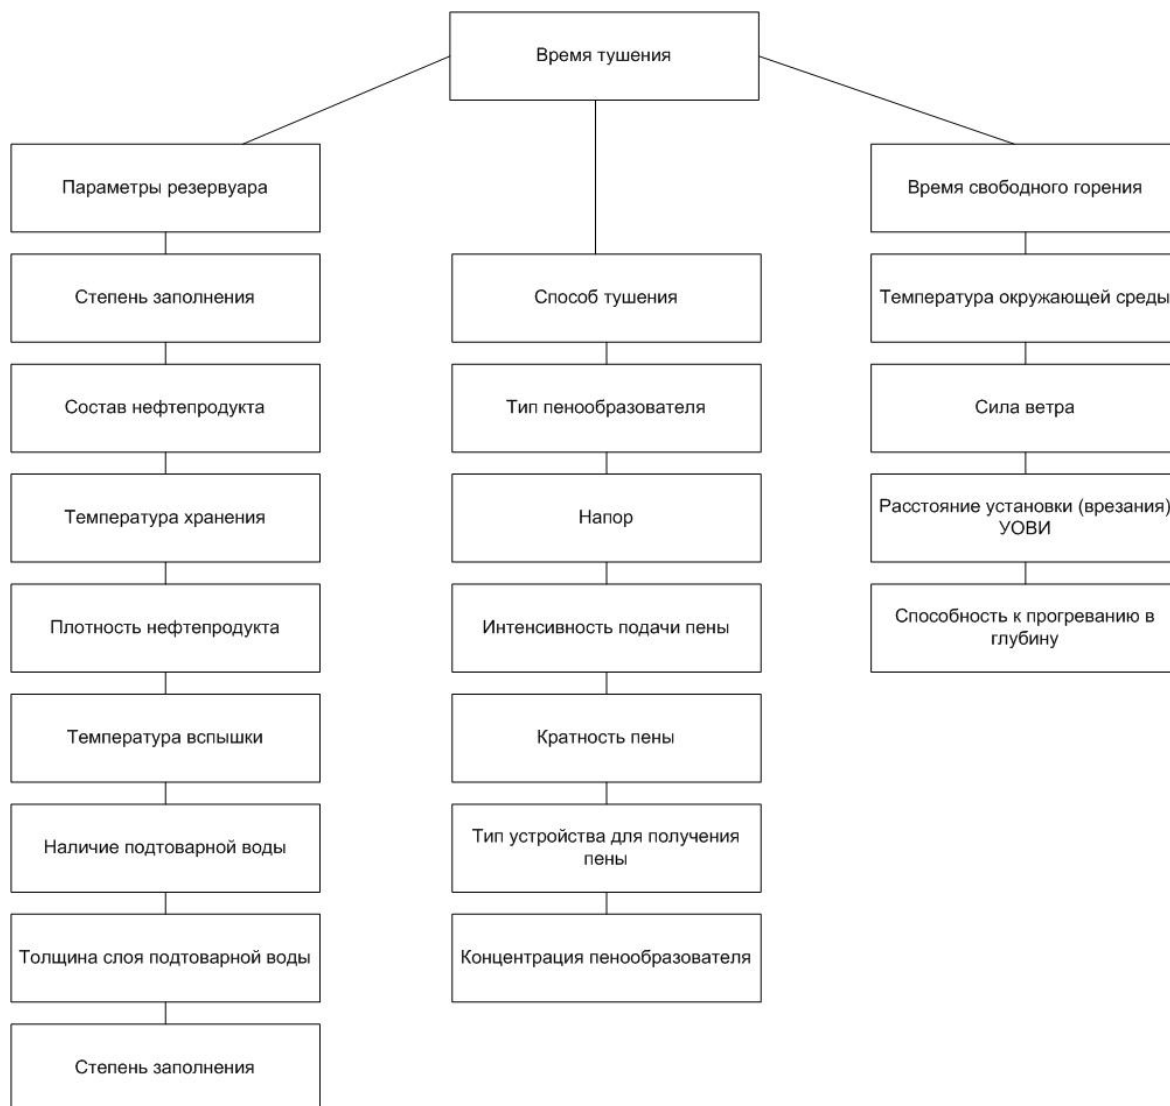 Время тушения
Параметры резервуара
Степень заполнения
Состав нефтепродукта
Температура хранения
Плотность нефтепродукта
Температура вспышки
Наличие подтоварной воды
Толщина слоя подтоварной воды
Степень заполнения
Способ тушения
Тип пенообразователя
Напор
Интенсивность подачи пены
Кратность пены
Тип устройства для получения
пены
Концентрация пенообразователя
Время свободного горения
Температура окружающей среды
Сила ветра
Расстояние установки (врезания)
УОВИ
Способность к прогреванию в
глубину